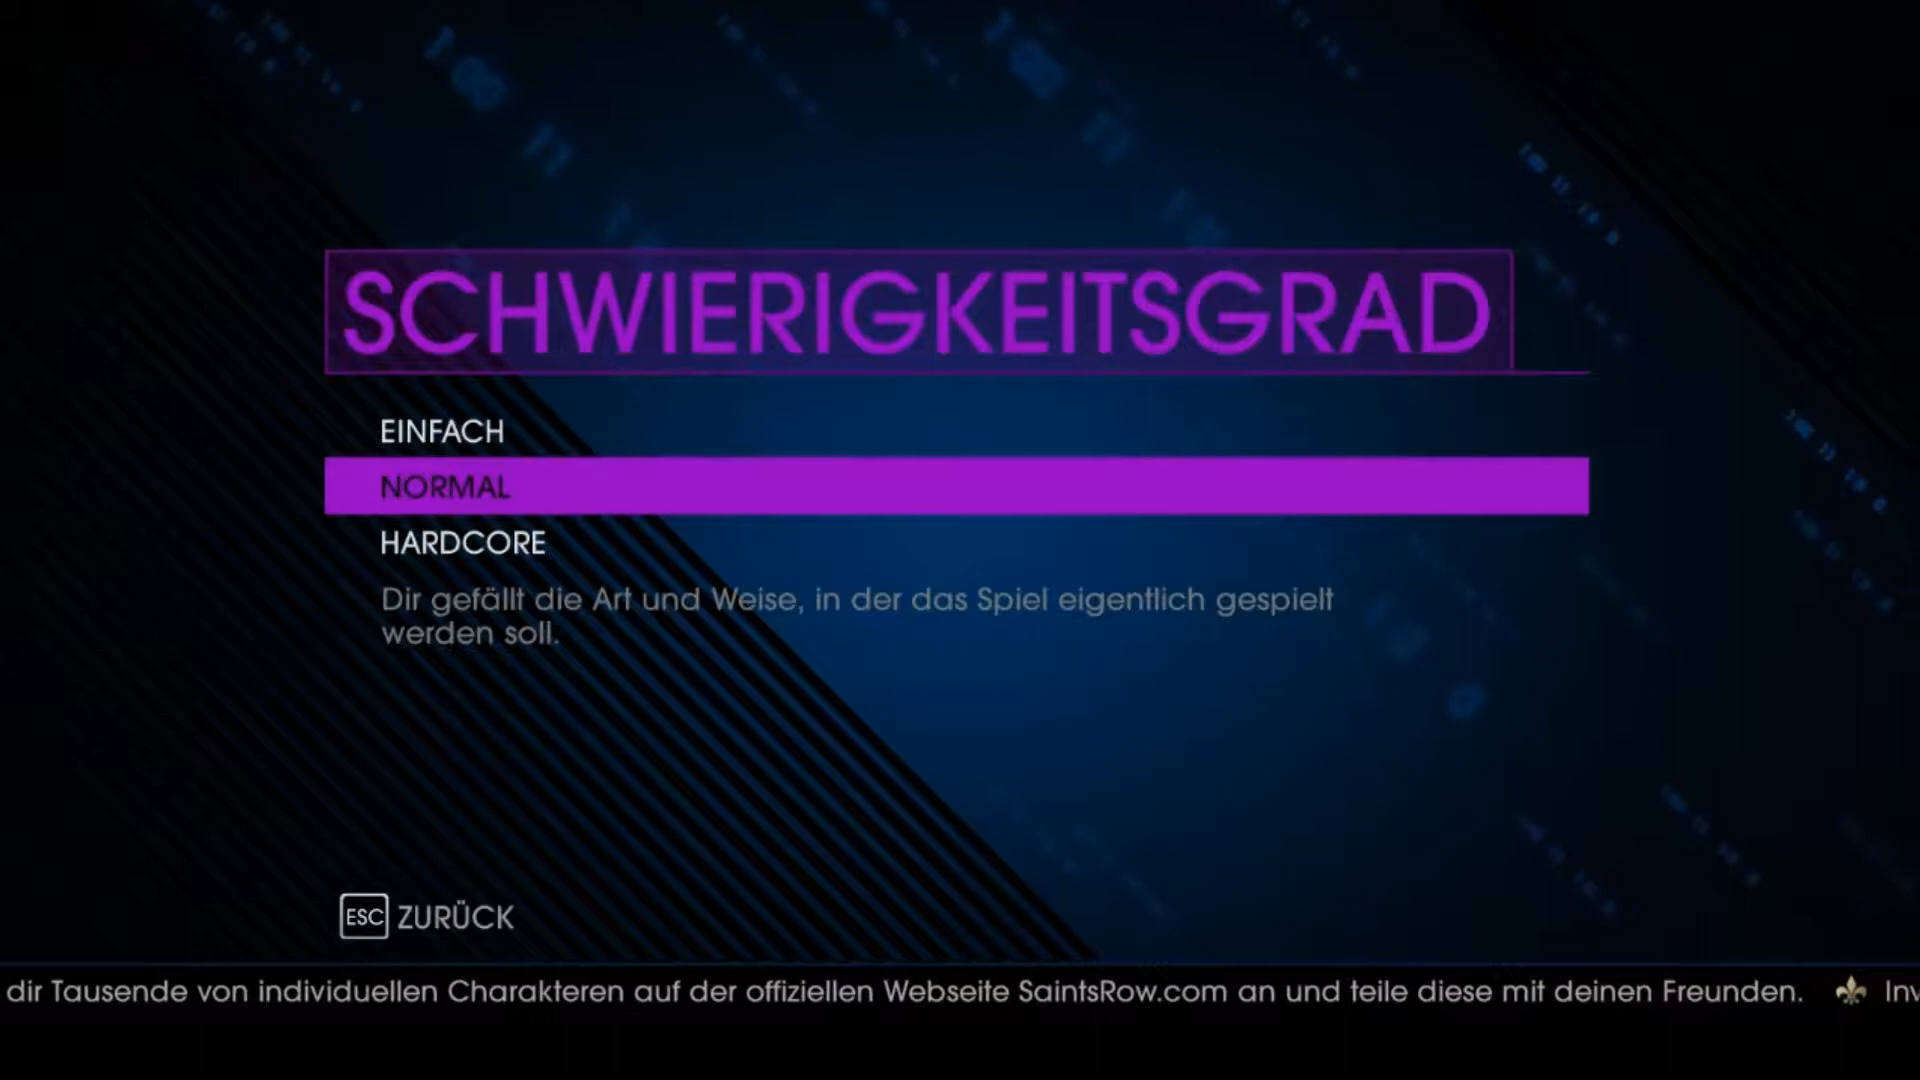 SCHWIERIGKEITSGRAD
EINFACH
NORMAL
HARDCORE
Dir gefällt die Art und Weise, in der das Spiel eigentlich gespielt
werden soll.
ESC ZURÜCK
dir Tausende von individuellen Charakteren auf der offiziellen Webseite SaintsRow.com an und teile diese mit deinen Freunden.